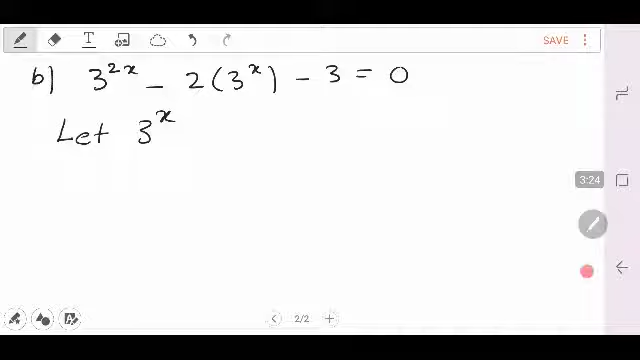 T SAVE
b) 3^{2x} - 2(3^x) - 3 = 0
Let 3^x
3:24
2/2